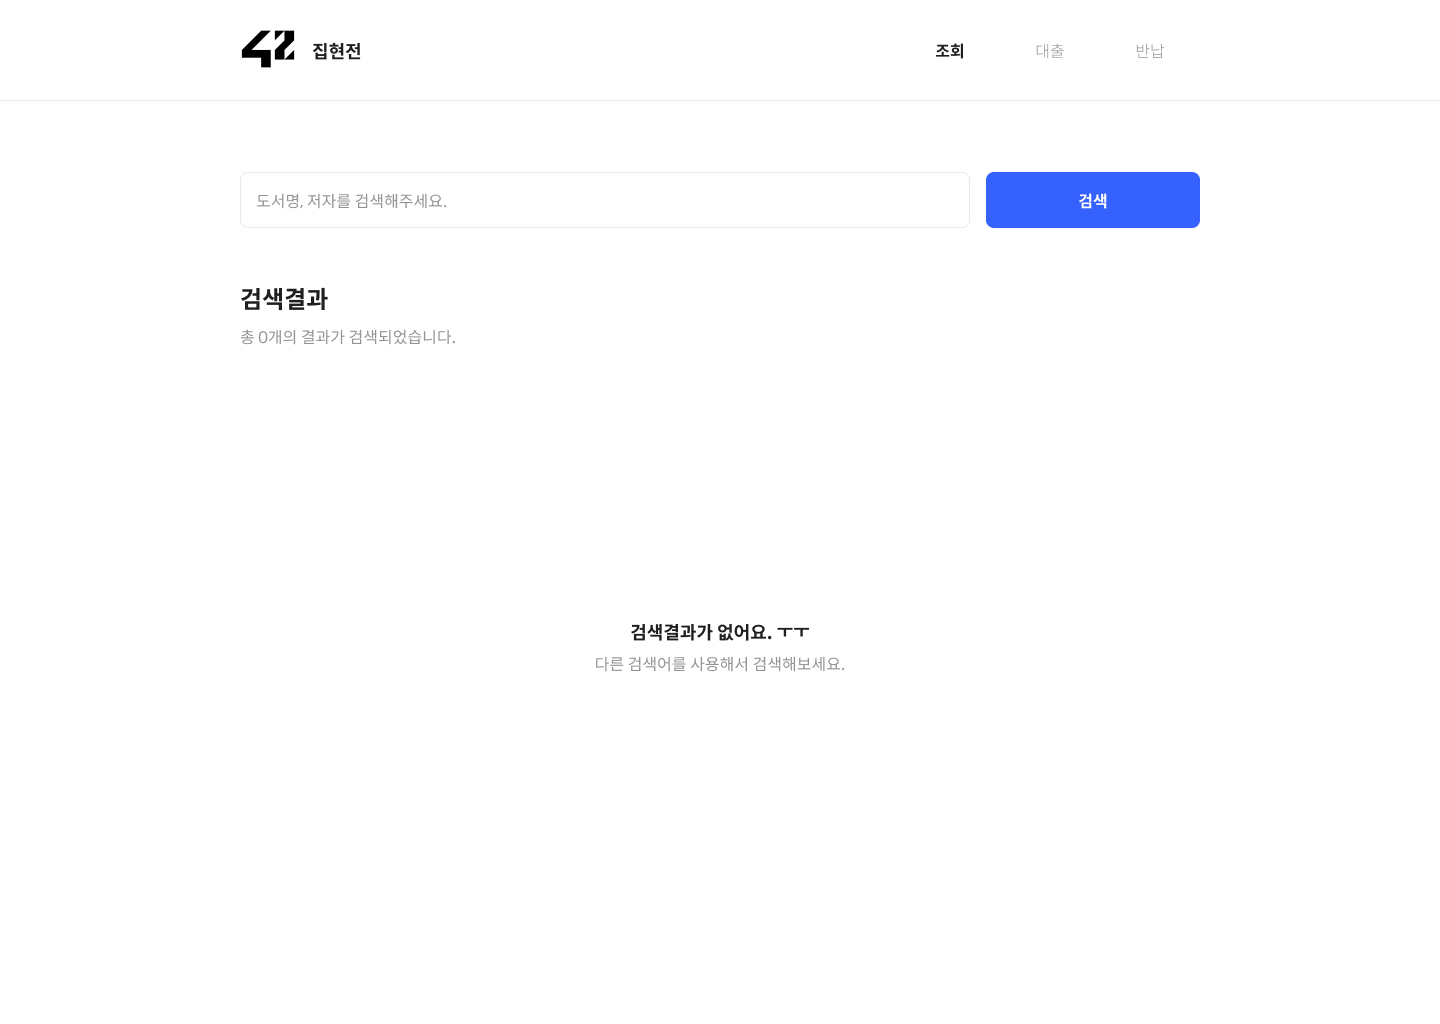 42 집현전
조회 대출 반납
도서명, 저자를 검색해주세요.
검색
검색결과
총 0개의 결과가 검색되었습니다.
검색결과가 없어요. ㅜㅜ
다른 검색어를 사용해서 검색해보세요.